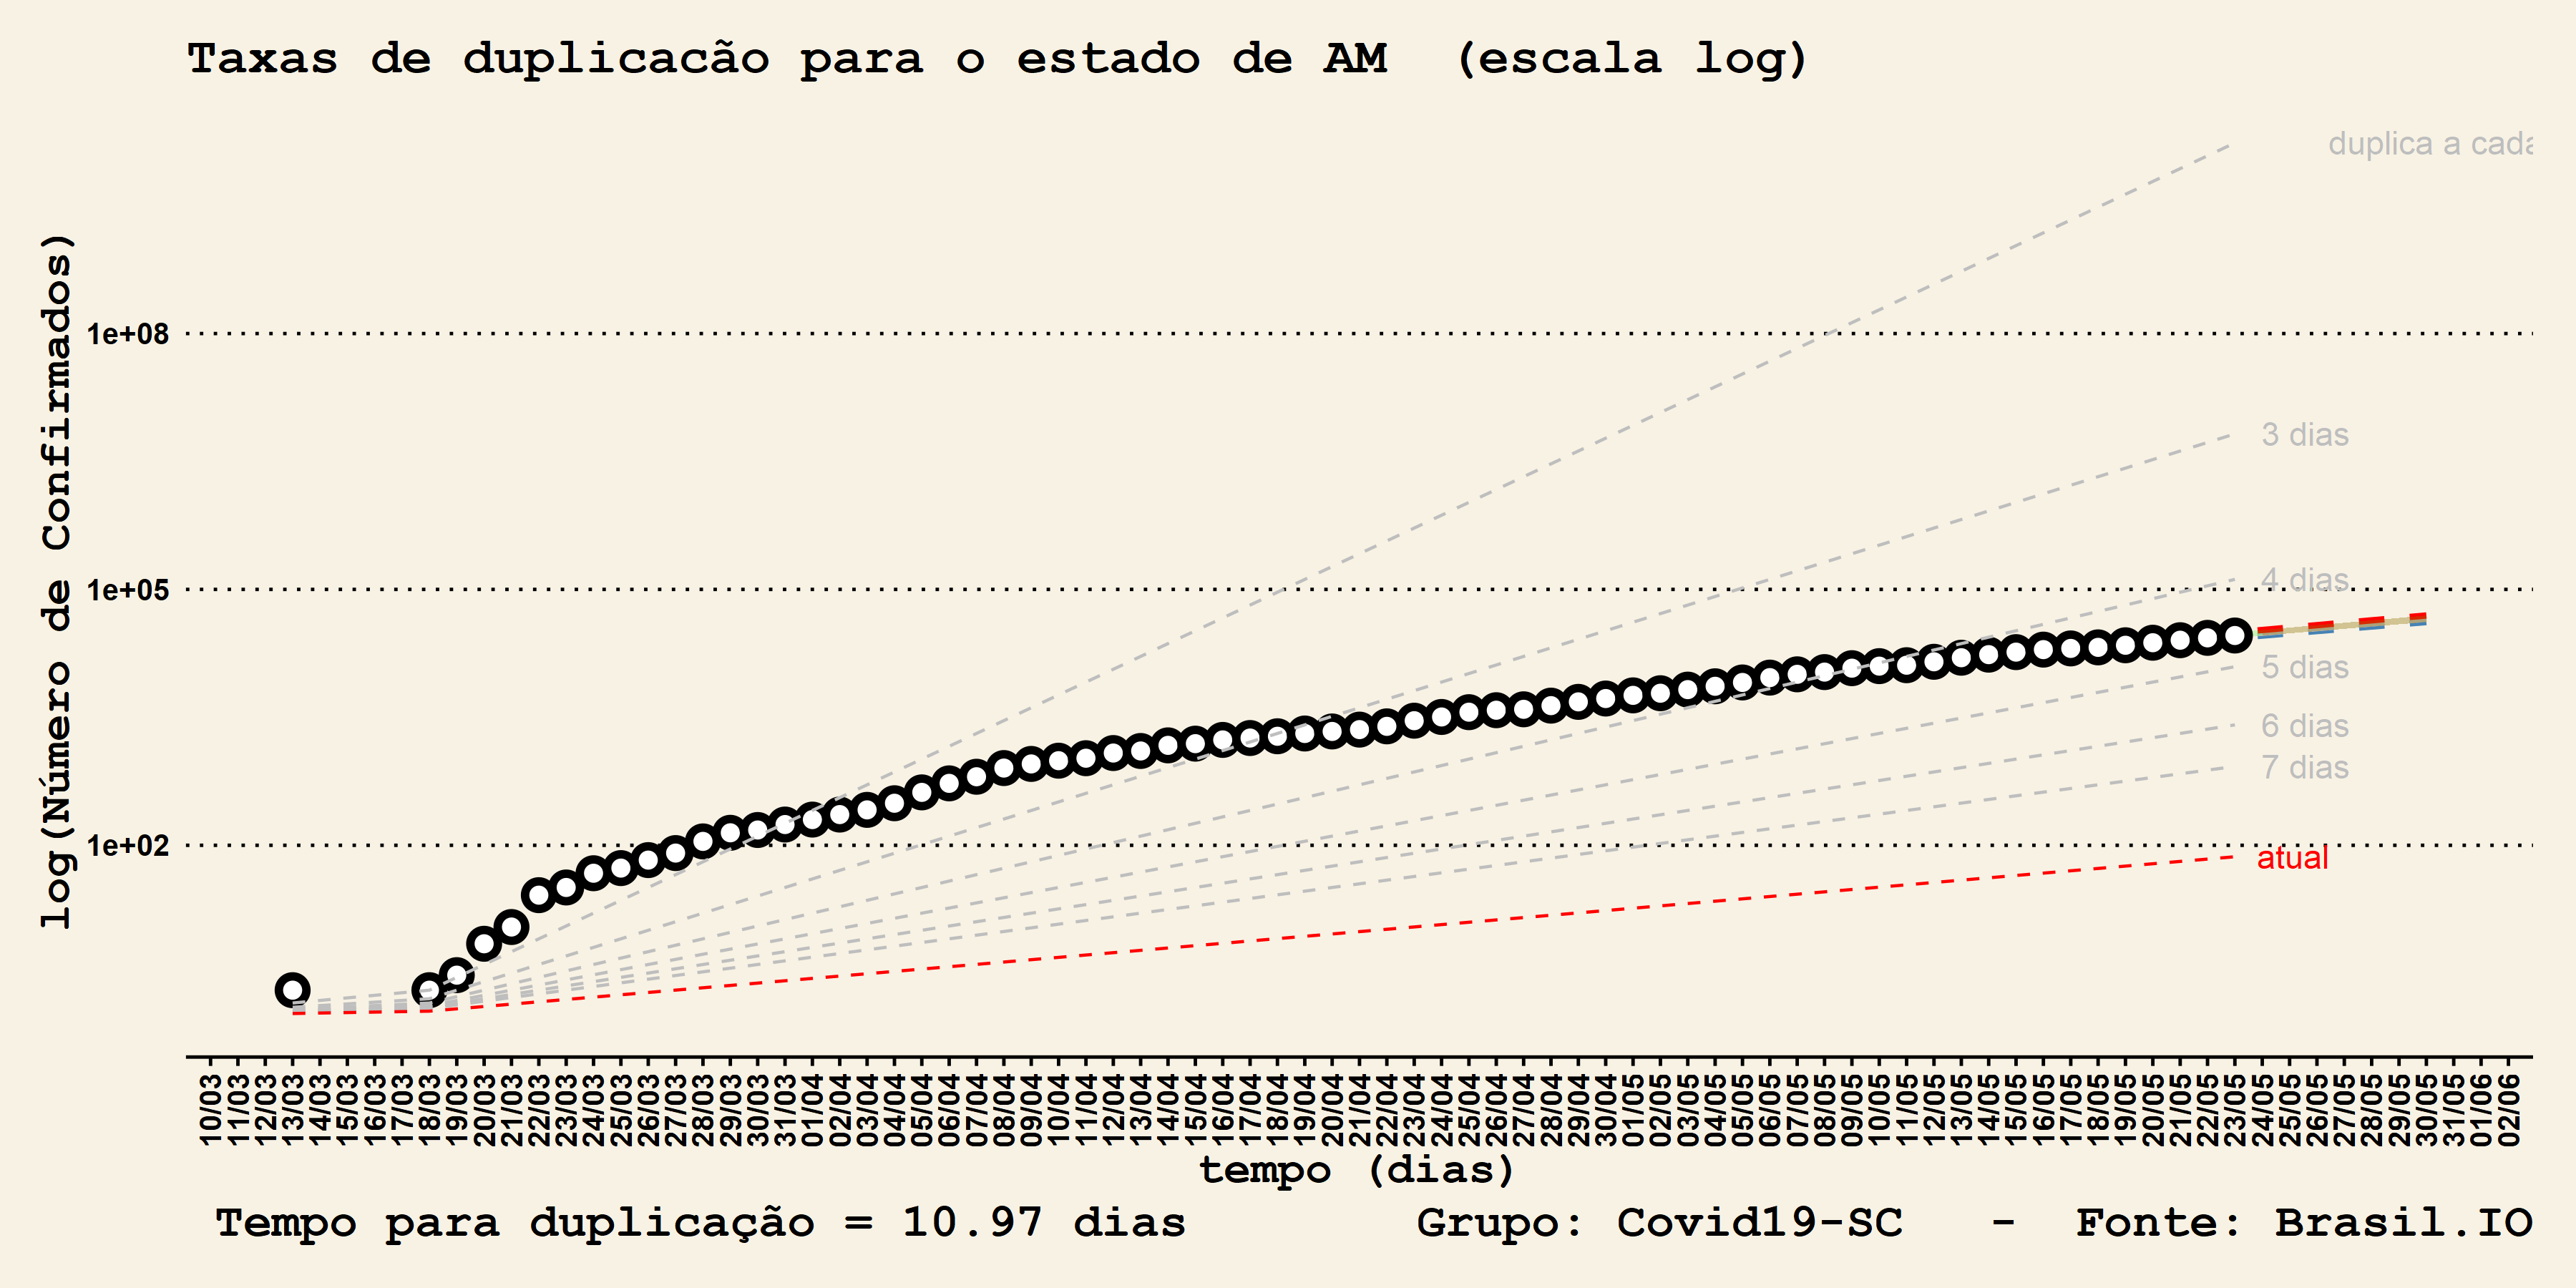 Taxas de duplicacão para o estado de AM (escala log)
duplica a cada
log(Número de Confirmados)
1e+08
3 dias
1e+05
4 dias
5 dias
6 dias
7 dias
1e+02
atual
10/03 11/03 12/03 13/03 14/03 15/03 16/03 17/03 18/03 19/03 20/03 21/03 22/03 23/03 24/03 25/03 26/03 27/03 28/03 29/03 30/03 31/03 01/04 02/04 03/04 04/04 05/04 06/04 07/04 08/04 09/04 10/04 11/04 12/04 13/04 14/04 15/04 16/04 17/04 18/04 19/04 20/04 21/04 22/04 23/04 24/04 25/04 26/04 27/04 28/04 29/04 30/04 01/05 02/05 03/05 04/05 05/05 06/05 07/05 08/05 09/05 10/05 11/05 12/05 13/05 14/05 15/05 16/05 17/05 18/05 19/05 20/05 21/05 22/05 23/05 24/05 25/05 26/05 27/05 28/05 29/05 30/05 31/05 01/06 02/06
tempo (dias)
Tempo para duplicação = 10.97 dias Grupo: Covid19-SC - Fonte: Brasil.IO